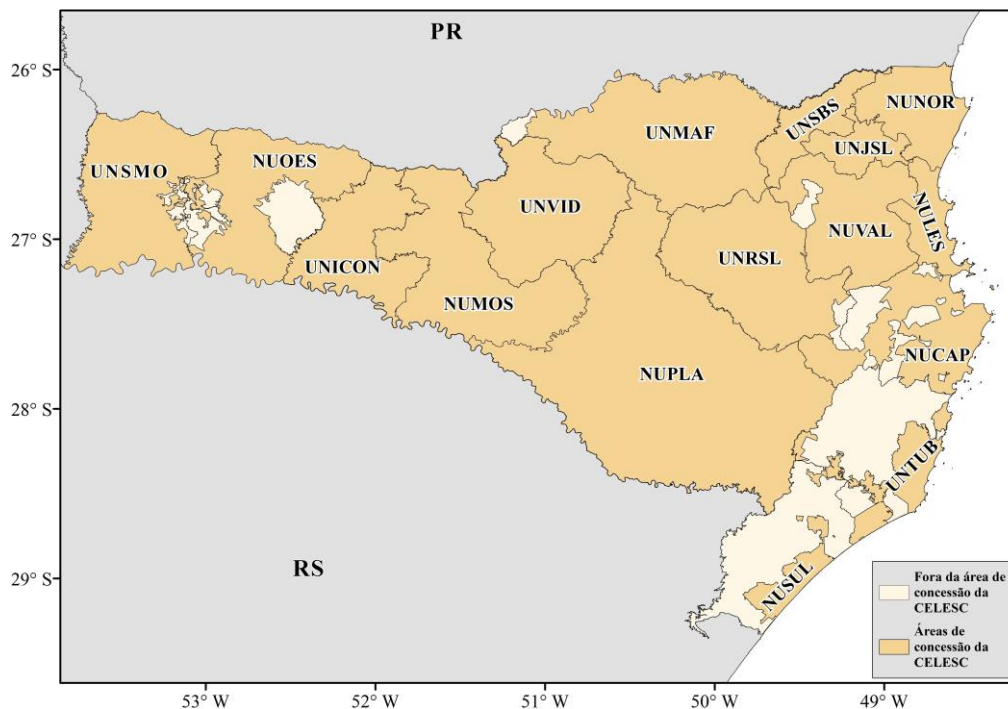 PR
26° S
NUNOR
UNSBS
UNMAF
UNJSL
NUOES
UNSMO
UNVID
NULES
27° S
NUVAL
UNRSL
UNICON
NUMOS
NUCAP
NUPLA
28° S
UNTUB
RS
29° S
NUSUL
Fora da área de
concessão da
CELESC
Áreas de
concessão da
CELESC
53° W
52° W
51° W
50° W
49° W